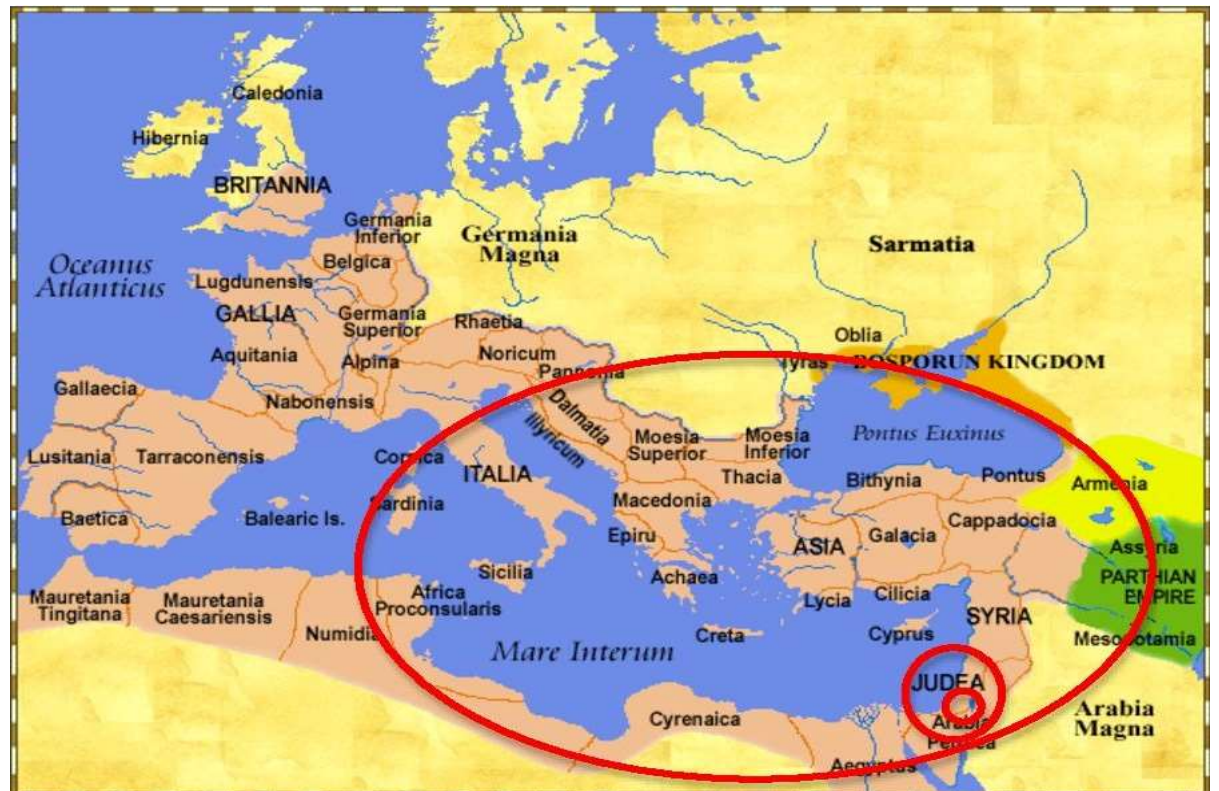 Caledonia
Hibernia
BRITANNIA
Germania
Inferior
Germania
Magna
Sarmatia
Belgica
Oceanus
Atlanticus
Lugdunensis
GALLIA
Germania
Superior
Rhaetia
Oblia
Aquitania
Alpina
Noricum
Pannonia
Tyras
BOSPORUN KINGDOM
Gallaecia
Nabonensis
Dalmatia
Illyricum
Moesia
Superior
Moesia
Inferior
Pontus Euxinus
Lusitania
Tarraconensis
Corsica
ITALIA
Thacia
Bithynia
Pontus
Armenia
Sardinia
Macedonia
Baetica
Balearic Is.
Epiru
ASIA
Galacia
Cappadocia
Assyria
PARTHIAN
EMPIRE
Sicilia
Achaea
Mauretania
Tingitana
Mauretania
Caesariensis
Africa
Proconsularis
Lycia
Cilicia
SYRIA
Numidia
Creta
Cyprus
Mesopotamia
Mare Interum
JUDEA
Cyrenaica
Arabia
Petraea
Arabia
Magna
Aegyptus